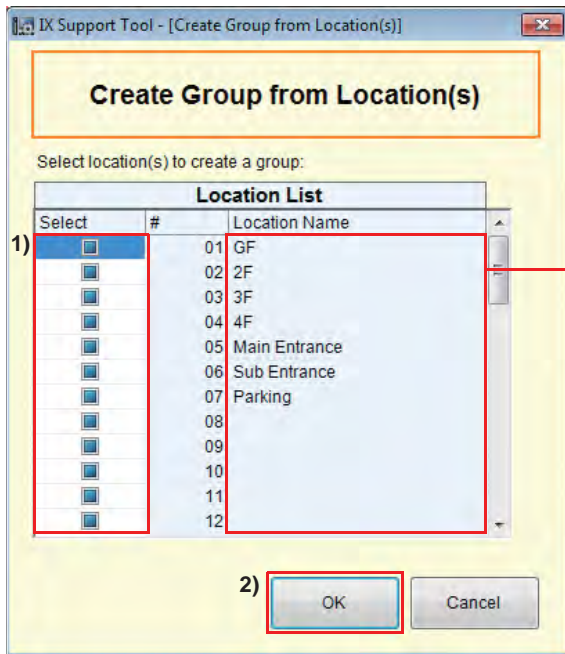 IX Support Tool - [Create Group from Location(s)]
Create Group from Location(s)
Select location(s) to create a group:
Location List
Select # Location Name
1) 01 GF
02 2F
03 3F
04 4F
05 Main Entrance
06 Sub Entrance
07 Parking
08
09
10
11
12
2) OK Cancel